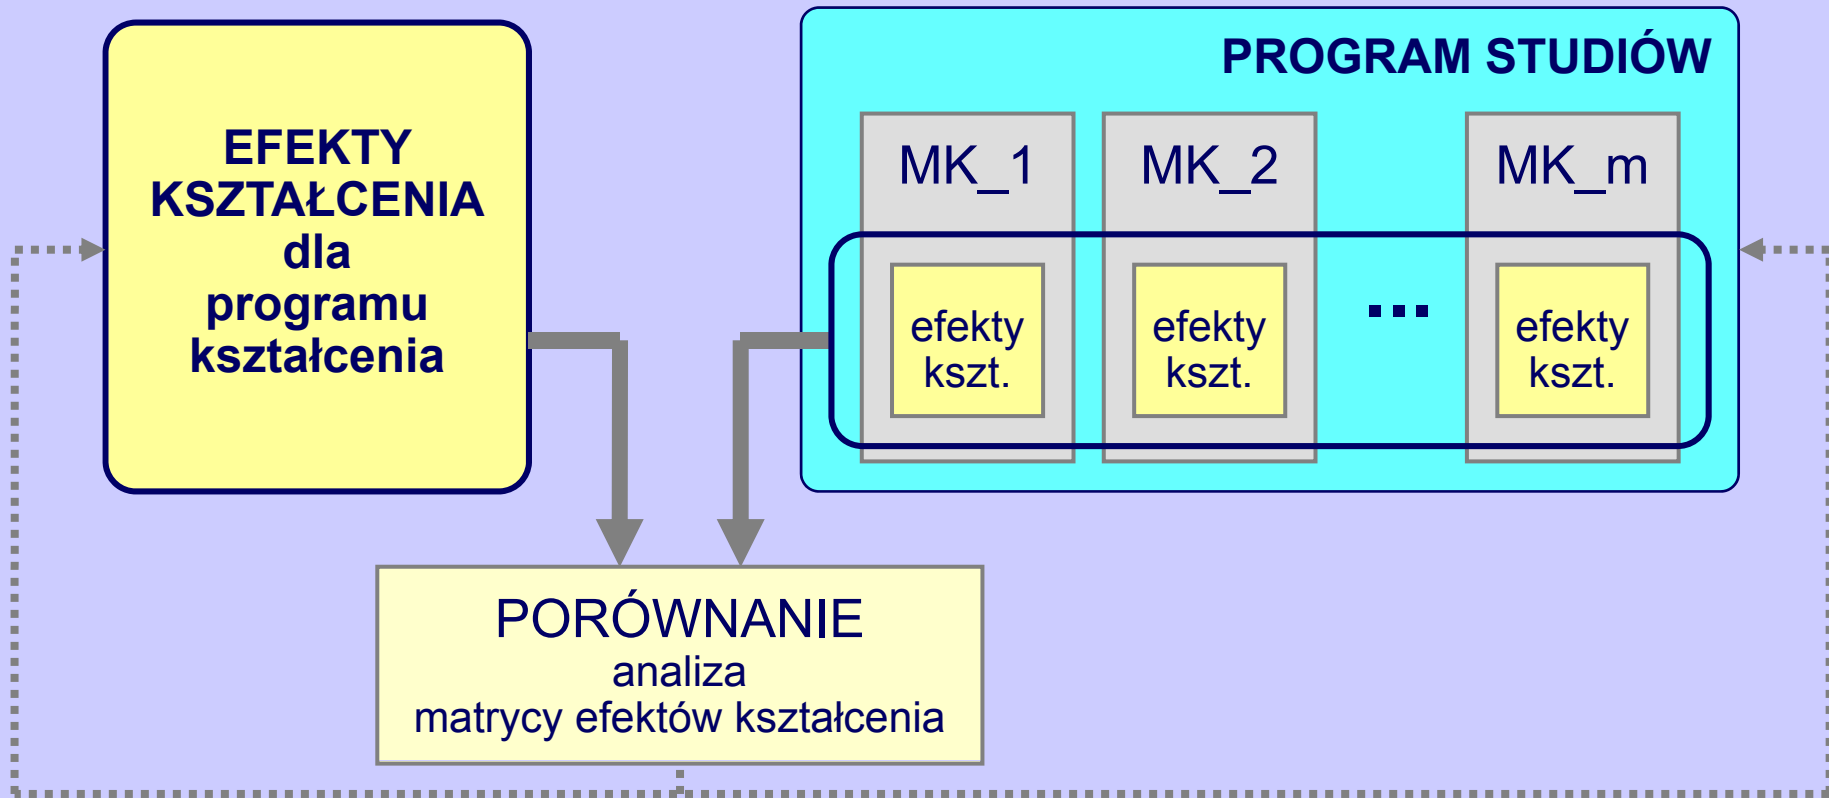 EFEKTY
KSZTAŁCENIA
dla
programu
kształcenia
PROGRAM STUDIÓW
MK_1
efekty
kszt.
MK_2
efekty
kszt.
...
MK_m
efekty
kszt.
PORÓWNANIE
analiza
matrycy efektów kształcenia